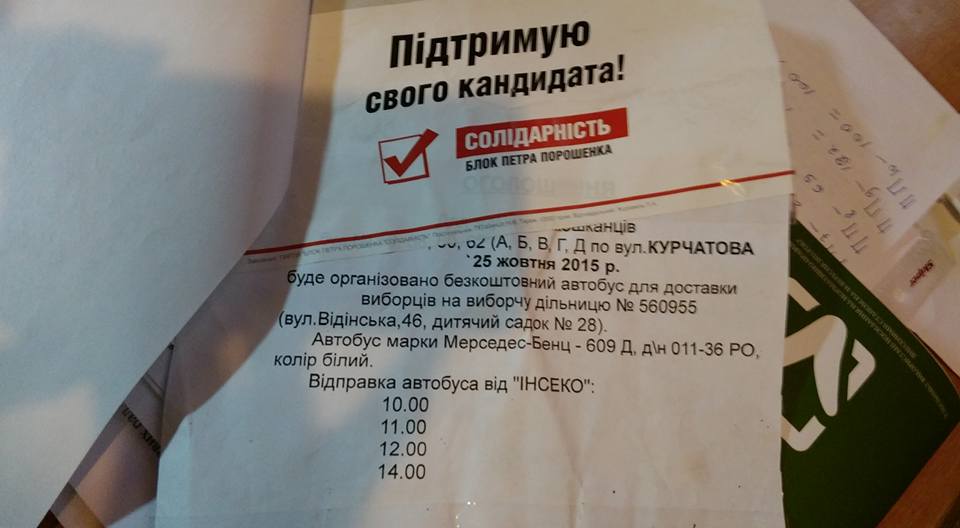 Підтримую
свого кандидата!
СОЛІДАРНІСТЬ
БЛОК ПЕТРА ПОРОШЕНКА
62 (А, Б, В, Г, Д по вул.КУРЧАТОВА
25 жовтня 2015 р.
буде організовано безкоштовний автобус для доставки
виборців на виборчу дільницю № 560955
(вул.Відінська,46, дитячий садок № 28).
Автобус марки Мерседес-Бенц - 609 Д, д\н 011-36 РО,
колір білий.
Відправка автобуса від "ІНСЕКО":
10.00
11.00
12.00
14.00